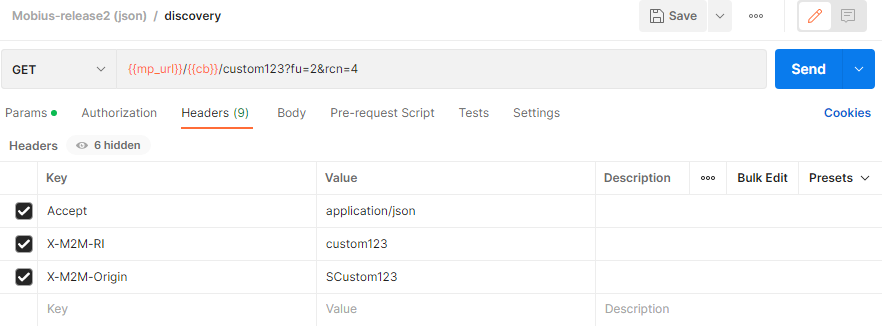 Mobius-release2 (json) / discovery
Save
GET {{mp_url}}/{{cb}}/custom123?fu=2&rcn=4 Send
Params Authorization Headers (9) Body Pre-request Script Tests Settings Cookies
Headers 6 hidden
Key Value Description Bulk Edit Presets
Accept application/json
X-M2M-RI custom123
X-M2M-Origin SCustom123
Key Value Description